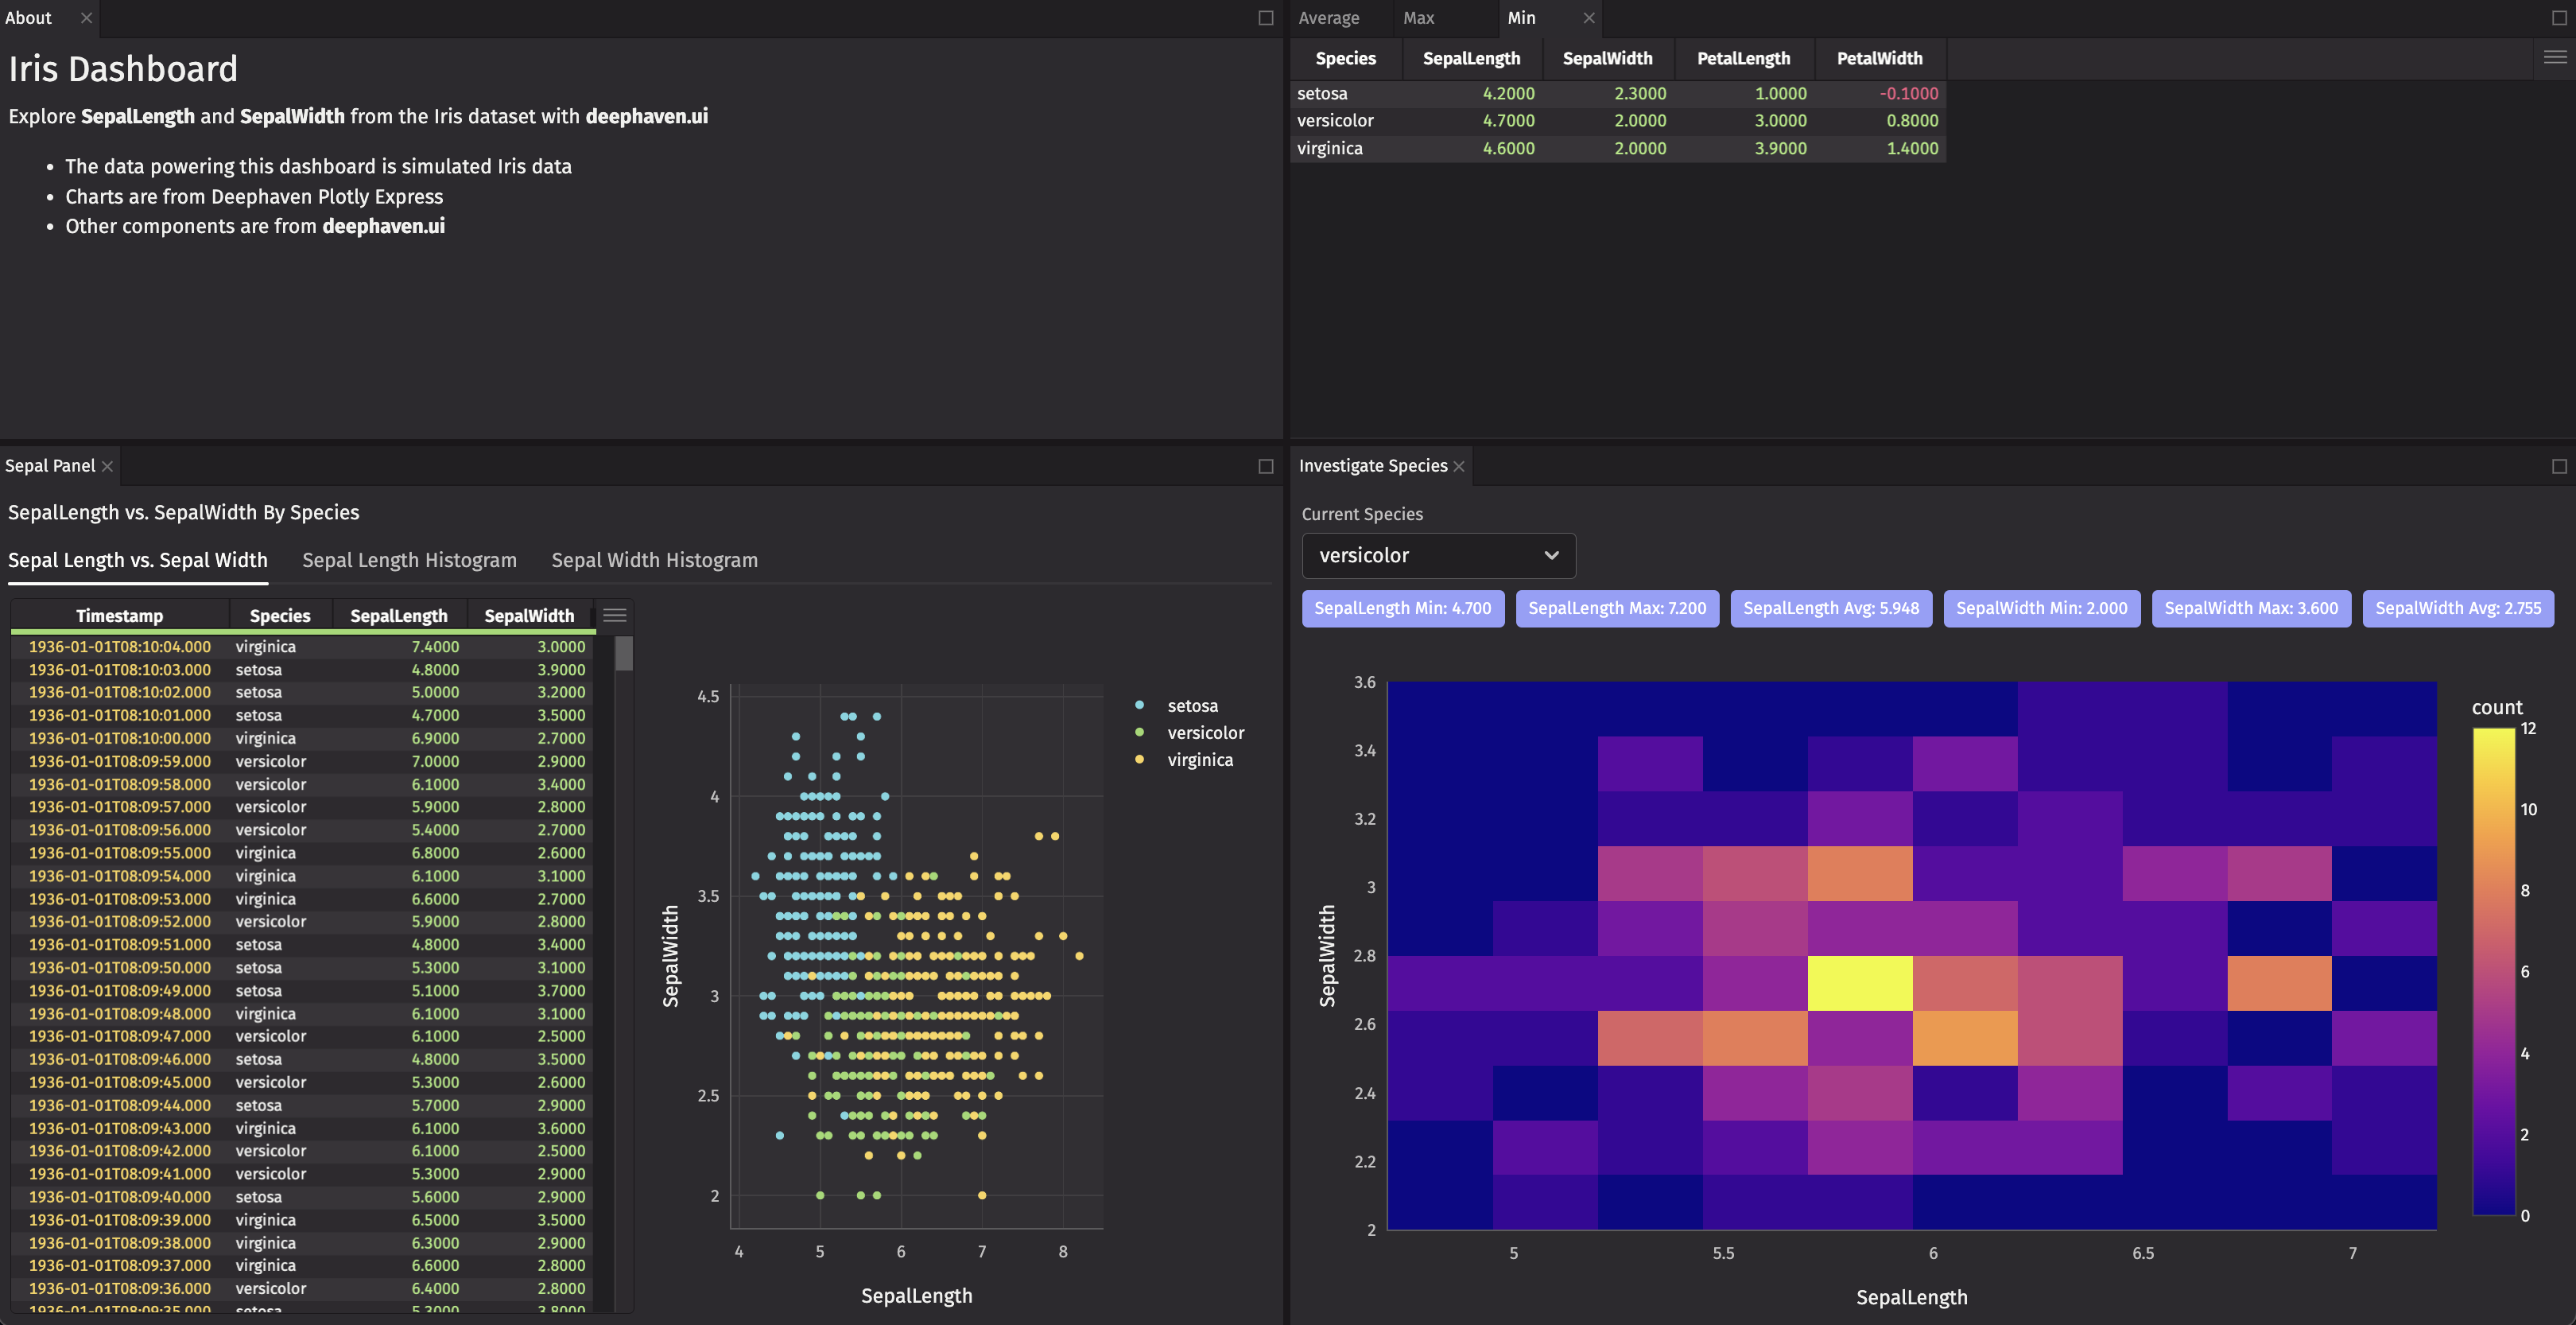 About
Iris Dashboard
Explore SepalLength and SepalWidth from the Iris dataset with deephaven.ui
• The data powering this dashboard is simulated Iris data
• Charts are from Deephaven Plotly Express
• Other components are from deephaven.ui
Average Max Min
Species SepalLength SepalWidth PetalLength PetalWidth
setosa 4.2000 2.3000 1.0000 -0.1000
versicolor 4.7000 2.0000 3.0000 0.8000
virginica 4.6000 2.0000 3.9000 1.4000
Sepal Panel
SepalLength vs. SepalWidth By Species
Sepal Length vs. Sepal Width Sepal Length Histogram Sepal Width Histogram
Timestamp Species SepalLength SepalWidth
1936-01-01T08:10:04.000 virginica 7.4000 3.0000
1936-01-01T08:10:03.000 setosa 4.8000 3.9000
1936-01-01T08:10:02.000 setosa 5.0000 3.2000
1936-01-01T08:10:01.000 setosa 4.7000 3.5000
1936-01-01T08:10:00.000 virginica 6.9000 2.7000
1936-01-01T08:09:59.000 versicolor 7.0000 2.9000
1936-01-01T08:09:58.000 versicolor 6.1000 3.4000
1936-01-01T08:09:57.000 versicolor 5.9000 2.8000
1936-01-01T08:09:56.000 versicolor 5.4000 2.7000
1936-01-01T08:09:55.000 virginica 6.8000 2.6000
1936-01-01T08:09:54.000 virginica 6.1000 3.1000
1936-01-01T08:09:53.000 virginica 6.6000 2.7000
1936-01-01T08:09:52.000 versicolor 5.9000 2.8000
1936-01-01T08:09:51.000 setosa 4.8000 3.4000
1936-01-01T08:09:50.000 setosa 5.3000 3.1000
1936-01-01T08:09:49.000 setosa 5.1000 3.7000
1936-01-01T08:09:48.000 virginica 6.1000 3.1000
1936-01-01T08:09:47.000 versicolor 6.1000 2.5000
1936-01-01T08:09:46.000 setosa 4.8000 3.5000
1936-01-01T08:09:45.000 versicolor 5.3000 2.6000
1936-01-01T08:09:44.000 setosa 5.7000 2.9000
1936-01-01T08:09:43.000 virginica 6.1000 3.6000
1936-01-01T08:09:42.000 versicolor 6.1000 2.5000
1936-01-01T08:09:41.000 versicolor 5.3000 2.9000
1936-01-01T08:09:40.000 setosa 5.6000 2.9000
1936-01-01T08:09:39.000 virginica 6.5000 3.5000
1936-01-01T08:09:38.000 virginica 6.3000 2.9000
1936-01-01T08:09:37.000 virginica 6.6000 2.8000
1936-01-01T08:09:36.000 versicolor 6.4000 2.8000
1936-01-01T08:09:35.000 setosa 5.3000 3.8000
4.5
4
3.5
3
2.5
2
SepalWidth
4 5 6 7 8
SepalLength
setosa
versicolor
virginica
Investigate Species
Current Species
versicolor
SepalLength Min: 4.700 SepalLength Max: 7.200 SepalLength Avg: 5.948 SepalWidth Min: 2.000 SepalWidth Max: 3.600 SepalWidth Avg: 2.755
3.6
3.4
3.2
3
2.8
2.6
2.4
2.2
2
SepalWidth
5 5.5 6 6.5 7
SepalLength
count
12
10
8
6
4
2
0